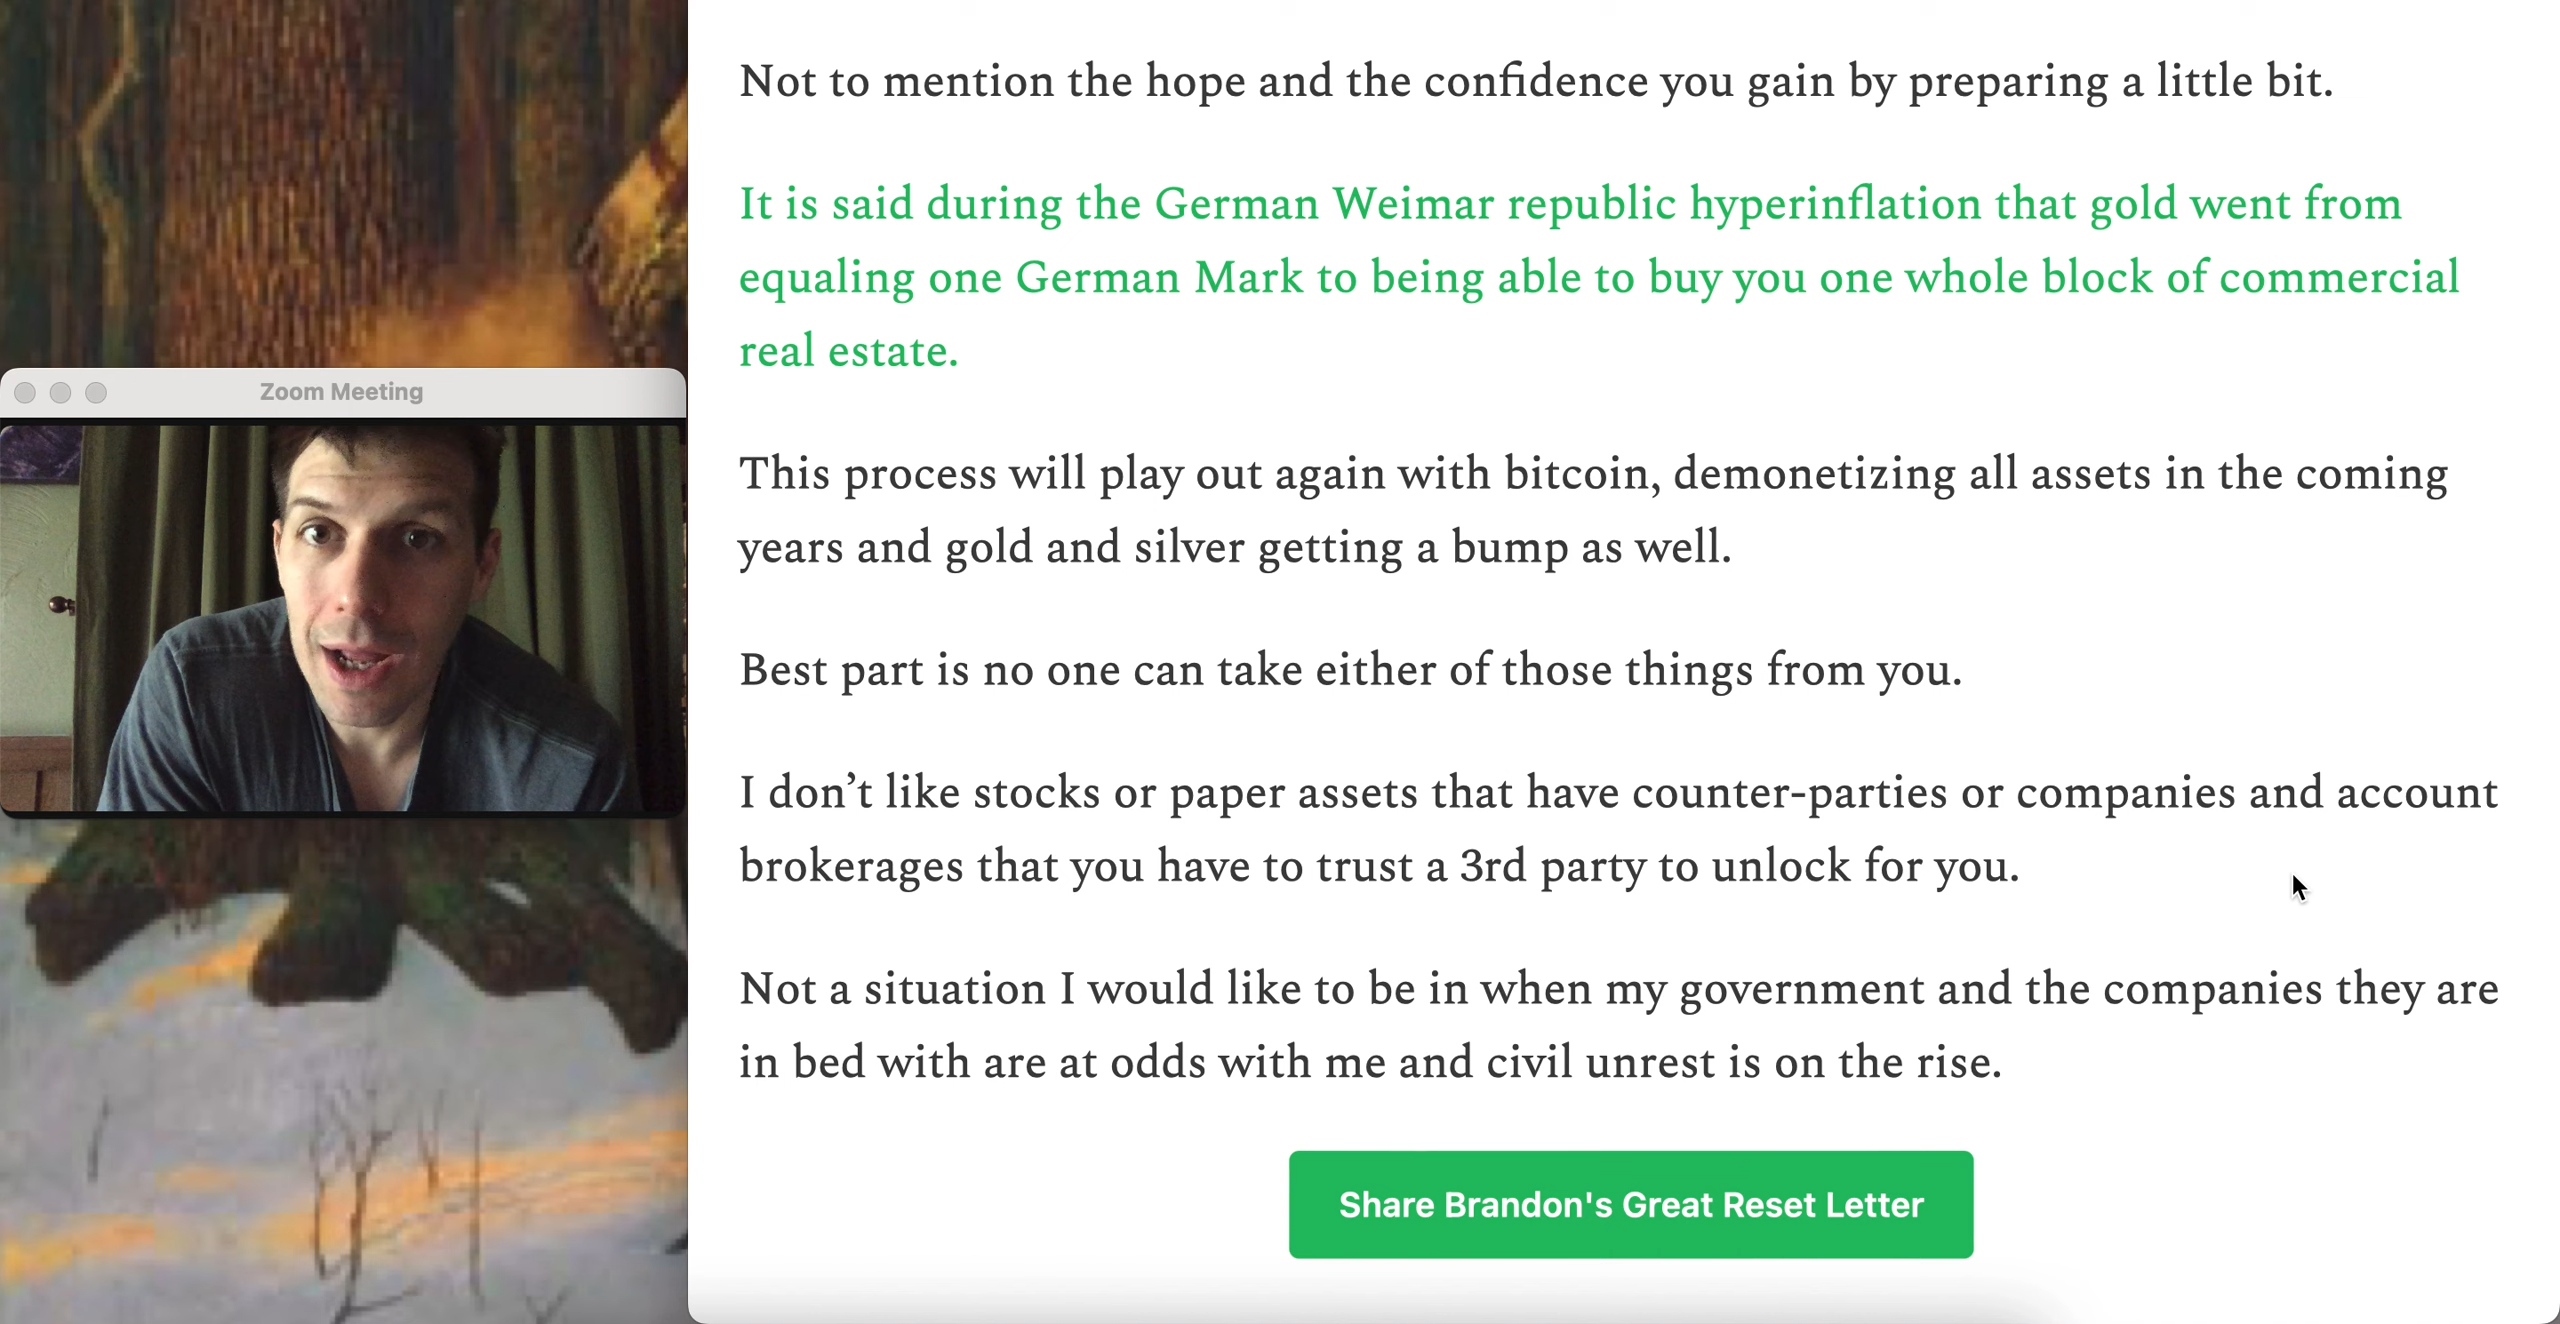 Not to mention the hope and the confidence you gain by preparing a little bit.
It is said during the German Weimar republic hyperinflation that gold went from
equaling one German Mark to being able to buy you one whole block of commercial
real estate.
Zoom Meeting
This process will play out again with bitcoin, demonetizing all assets in the coming
years and gold and silver getting a bump as well.
Best part is no one can take either of those things from you.
I don’t like stocks or paper assets that have counter-parties or companies and account
brokerages that you have to trust a 3rd party to unlock for you.
Not a situation I would like to be in when my government and the companies they are
in bed with are at odds with me and civil unrest is on the rise.
Share Brandon's Great Reset Letter